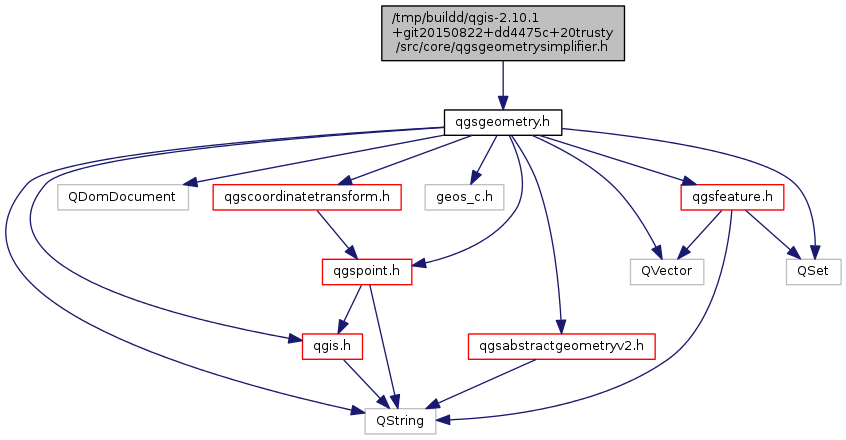 /tmp/buildd/qgis-2.10.1
+git20150822+dd4475c+20trusty
/src/core/qgsgeometrysimplifier.h
qgsgeometry.h
QDomDocument
qgscoordinatetransform.h
geos_c.h
qgsfeature.h
qgspoint.h
QVector
QSet
qgis.h
qgsabstractgeometryv2.h
QString